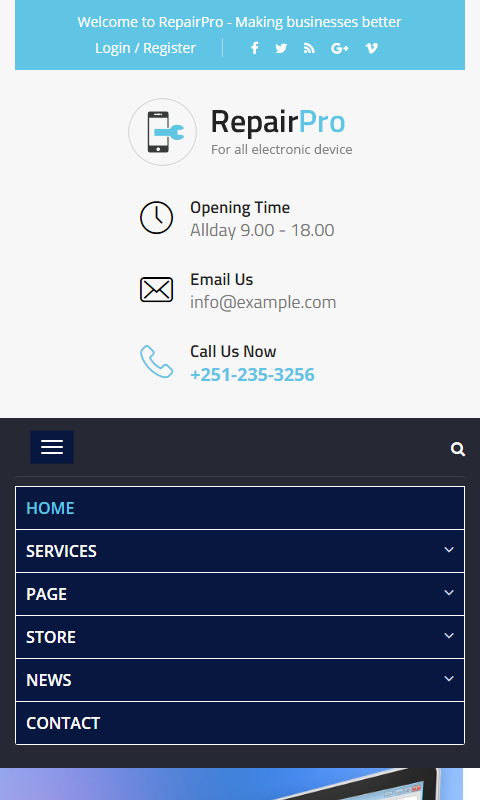 Welcome to RepairPro - Making businesses better
Login / Register
RepairPro
For all electronic device
Opening Time
Allday 9.00 - 18.00
Email Us
info@example.com
Call Us Now
+251-235-3256
HOME
SERVICES
PAGE
STORE
NEWS
CONTACT